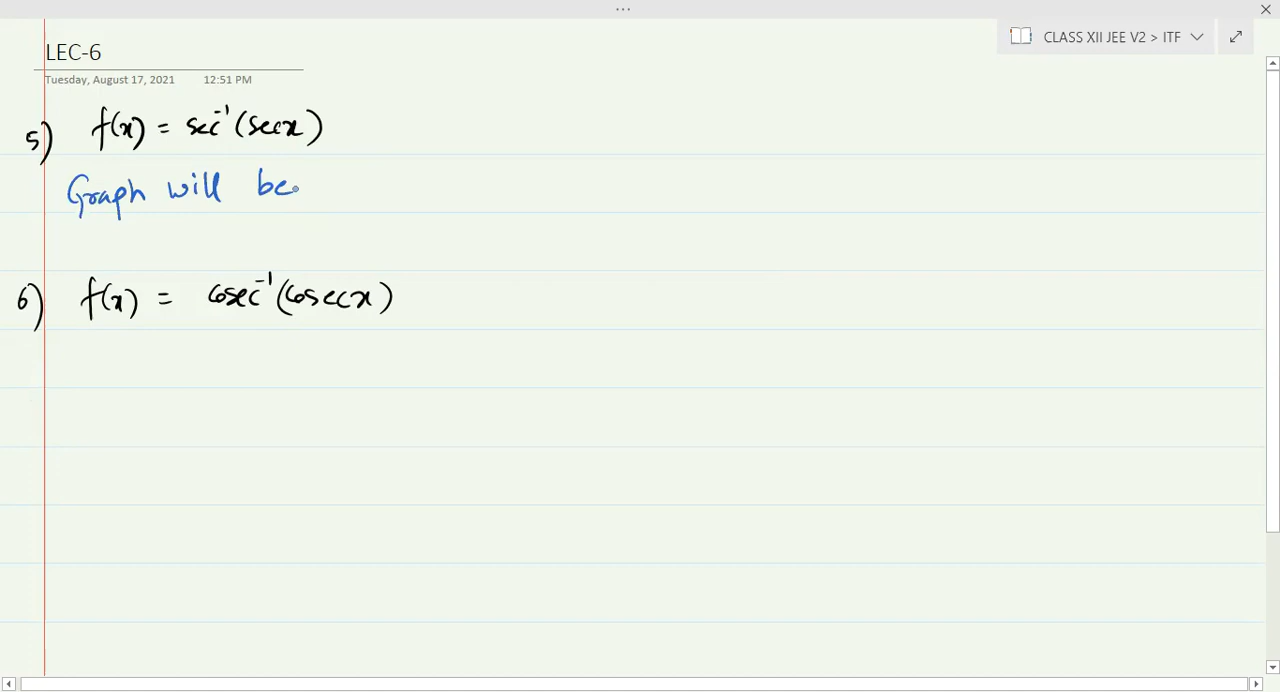 CLASS XII JEE V2 > ITF
LEC-6
Tuesday, August 17, 2021 12:51 PM
5) f(x) = sec⁻¹(secx)
Graph will be
6) f(x) = cosec⁻¹(cosecx)